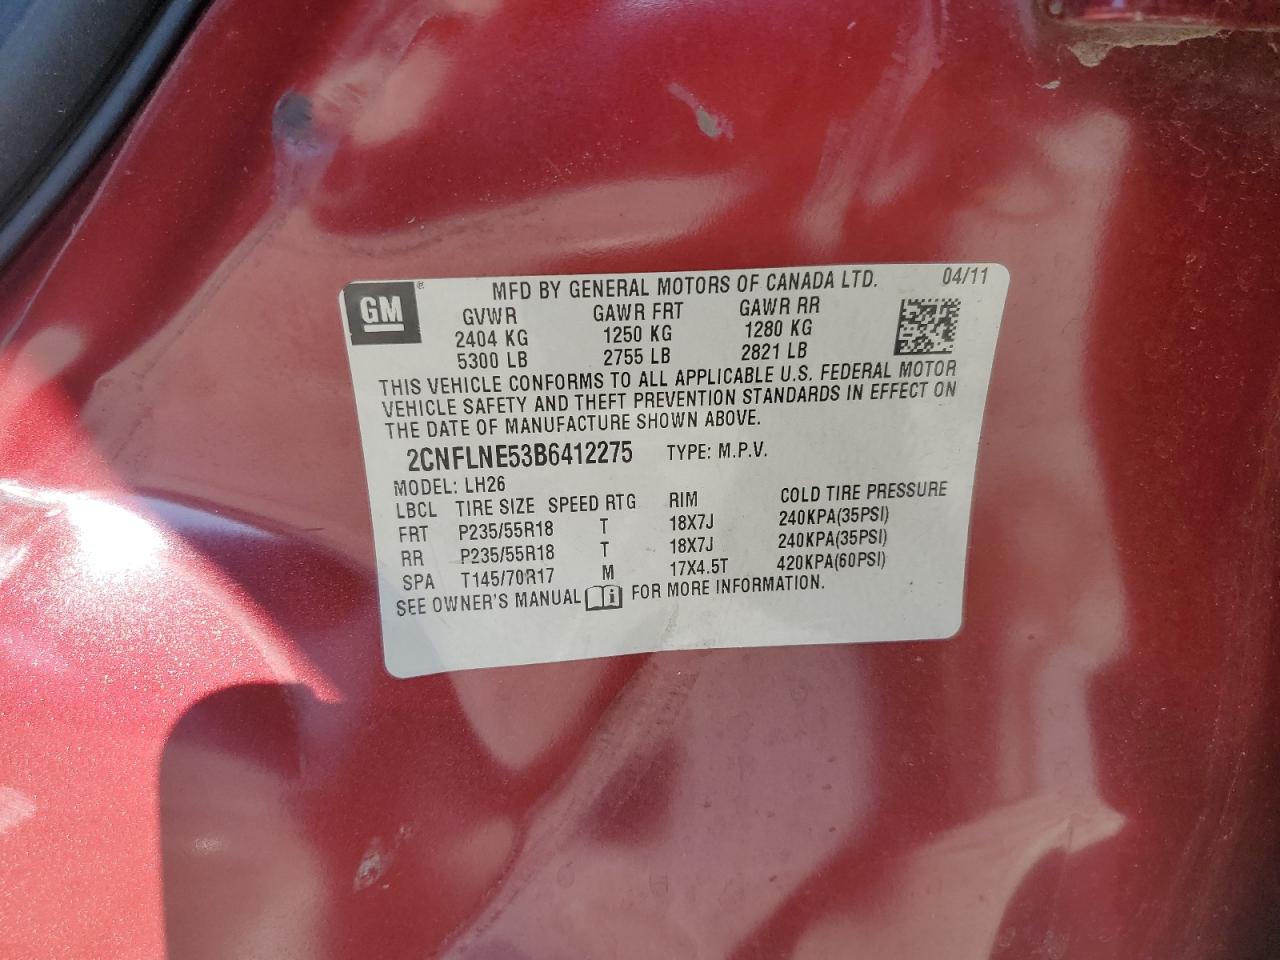 GM® MFD BY GENERAL MOTORS OF CANADA LTD. 04/11
GVWR GAWR FRT GAWR RR
2404 KG 1250 KG 1280 KG
5300 LB 2755 LB 2821 LB
THIS VEHICLE CONFORMS TO ALL APPLICABLE U.S. FEDERAL MOTOR
VEHICLE SAFETY AND THEFT PREVENTION STANDARDS IN EFFECT ON
THE DATE OF MANUFACTURE SHOWN ABOVE.
2CNFLNE53B6412275 TYPE: M.P.V.
MODEL: LH26
LBCL TIRE SIZE SPEED RTG RIM COLD TIRE PRESSURE
FRT P235/55R18 T 18X7J 240KPA(35PSI)
RR P235/55R18 T 18X7J 240KPA(35PSI)
SPA T145/70R17 M 17X4.5T 420KPA(60PSI)
SEE OWNER'S MANUAL i FOR MORE INFORMATION.